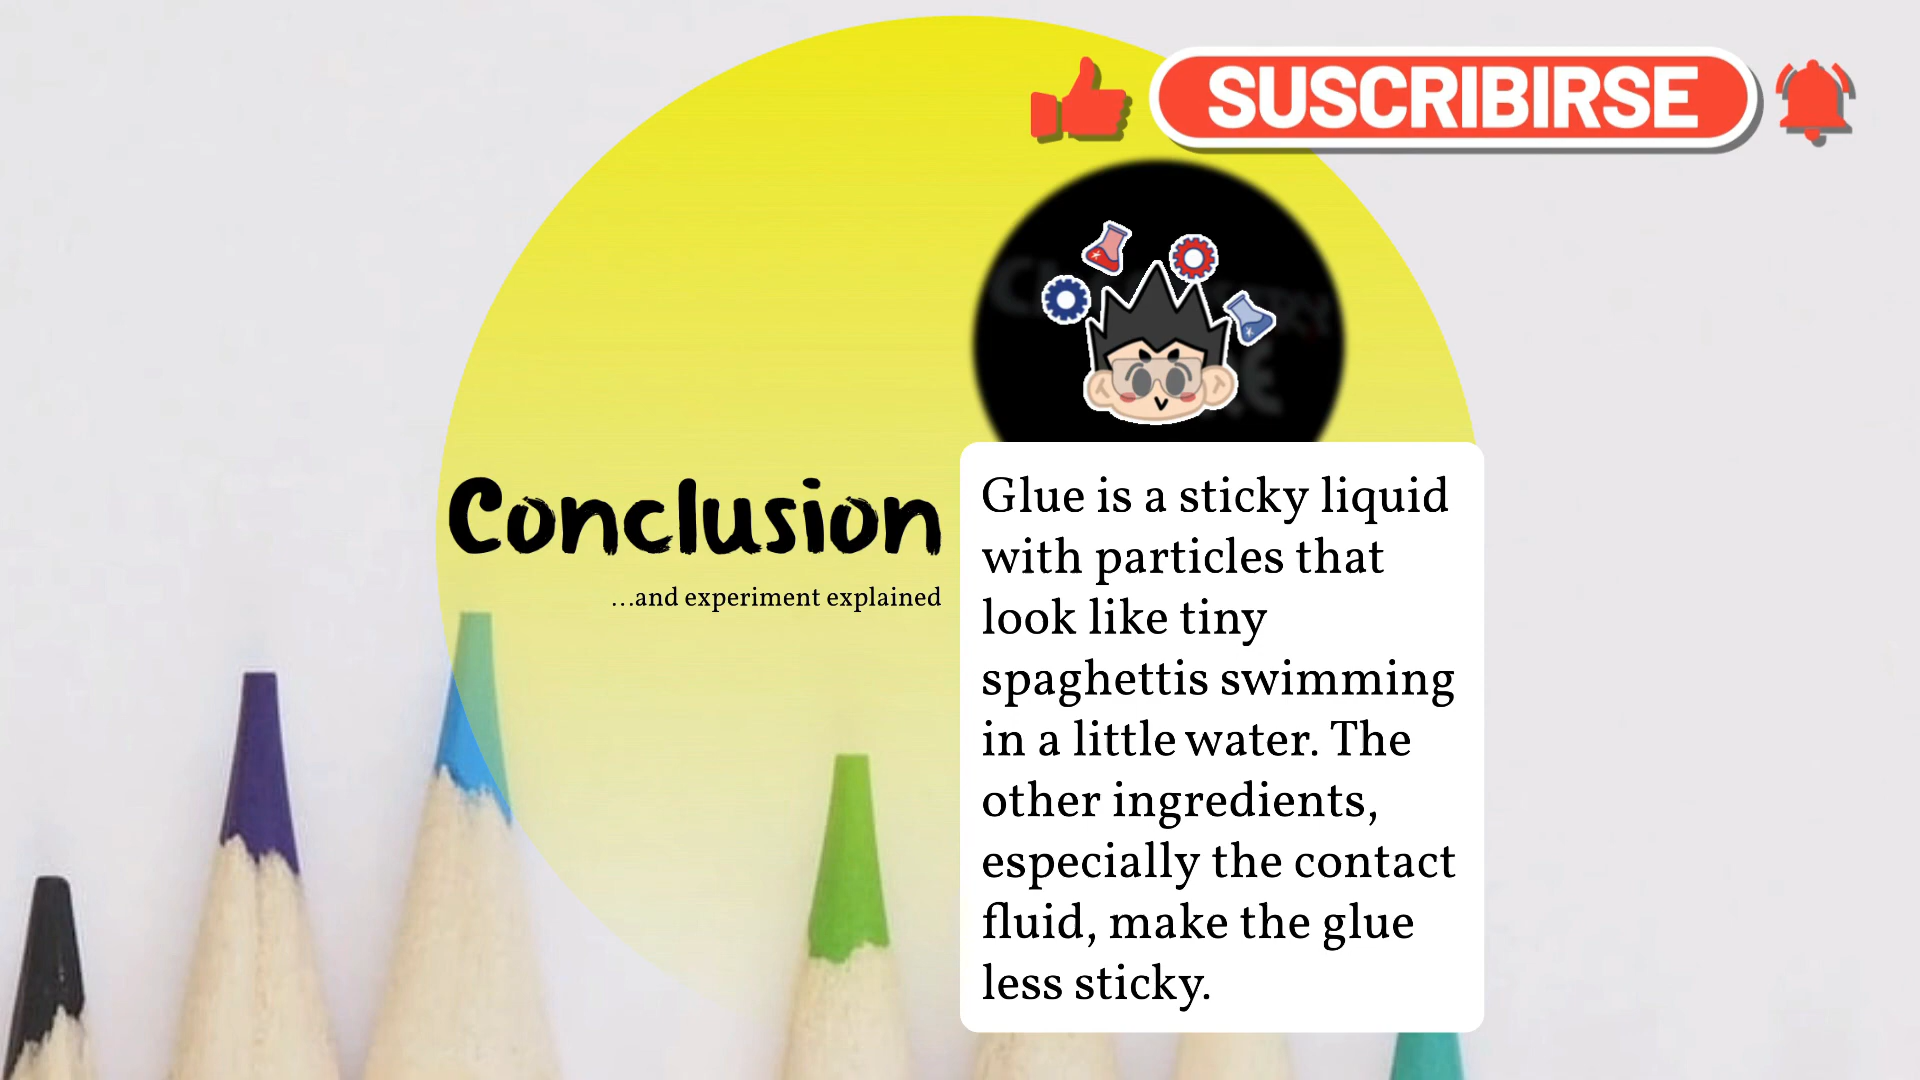 SUSCRIBIRSE
Conclusion
...and experiment explained
Glue is a sticky liquid
with particles that
look like tiny
spaghettis swimming
in a little water. The
other ingredients,
especially the contact
fluid, make the glue
less sticky.